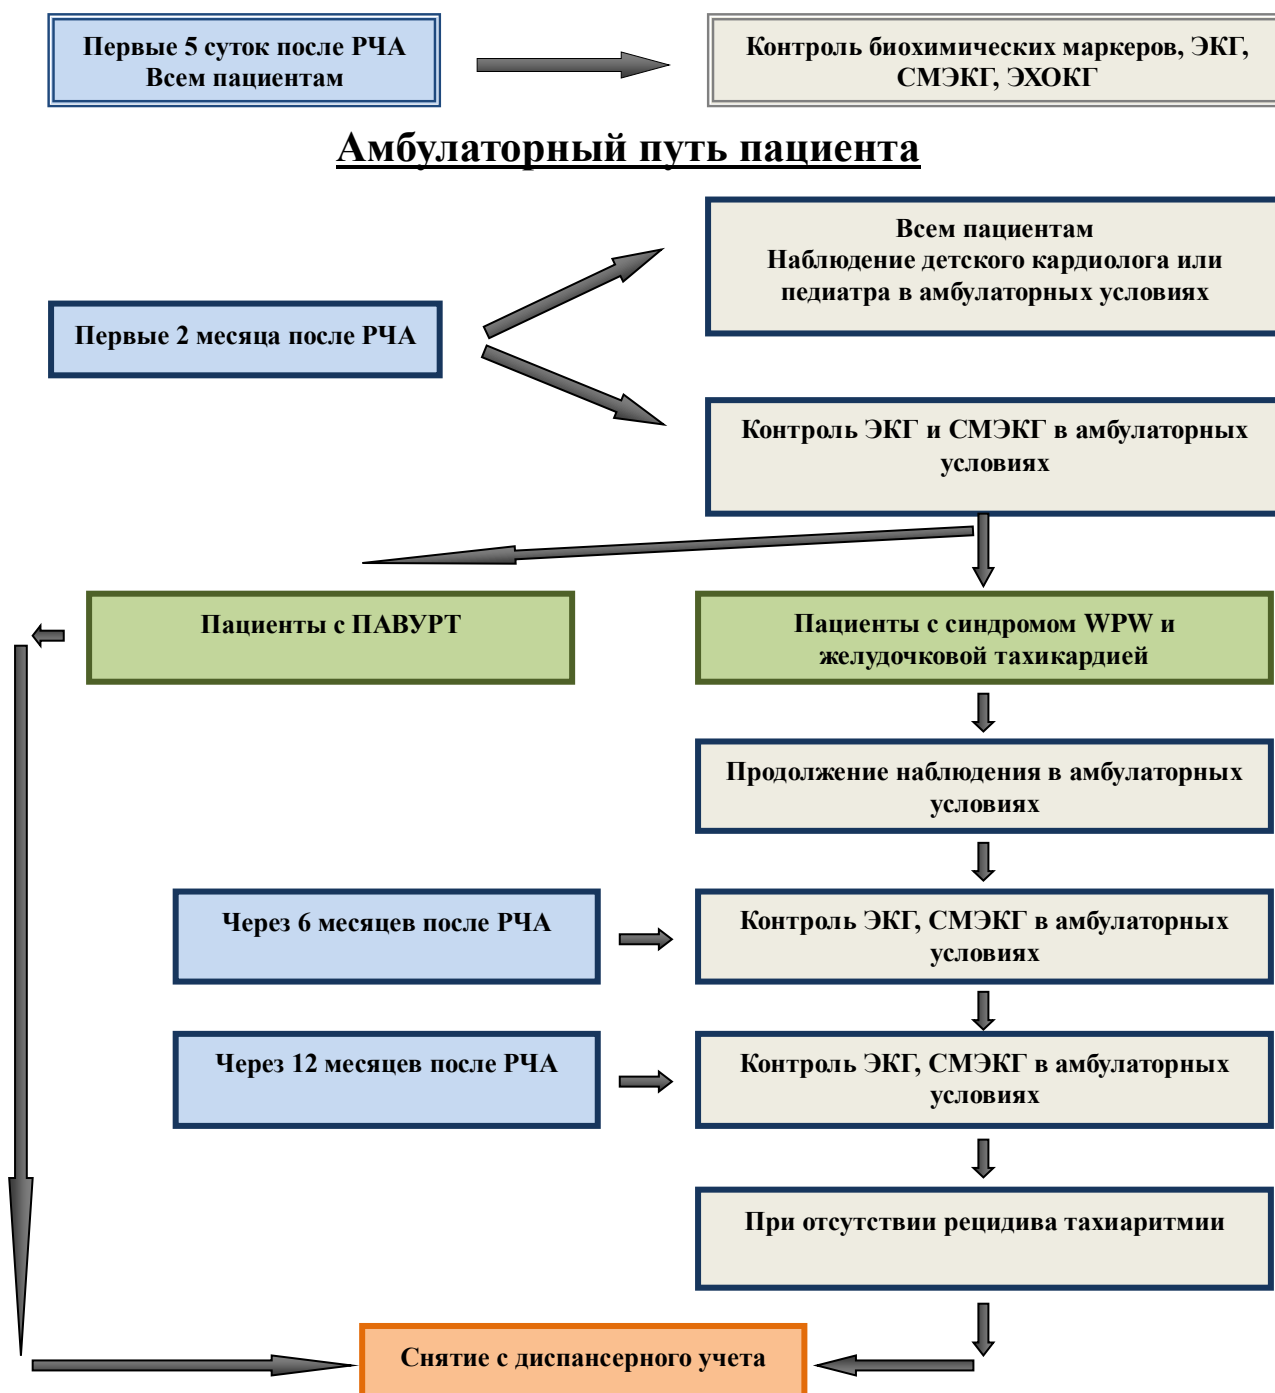 Первые 5 суток после РЧА
Всем пациентам
Контроль биохимических маркеров, ЭКГ,
СМЭКГ, ЭХОКГ
Амбулаторный путь пациента
Всем пациентам
Наблюдение детского кардиолога или
педиатра в амбулаторных условиях
Первые 2 месяца после РЧА
Контроль ЭКГ и СМЭКГ в амбулаторных
условиях
Пациенты с ПАВУРТ
Пациенты с синдромом WPW и
желудочковой тахикардией
Продолжение наблюдения в амбулаторных
условиях
Через 6 месяцев после РЧА
Контроль ЭКГ, СМЭКГ в амбулаторных
условиях
Через 12 месяцев после РЧА
Контроль ЭКГ, СМЭКГ в амбулаторных
условиях
При отсутствии рецидива тахиаритмии
Снятие с диспансерного учета